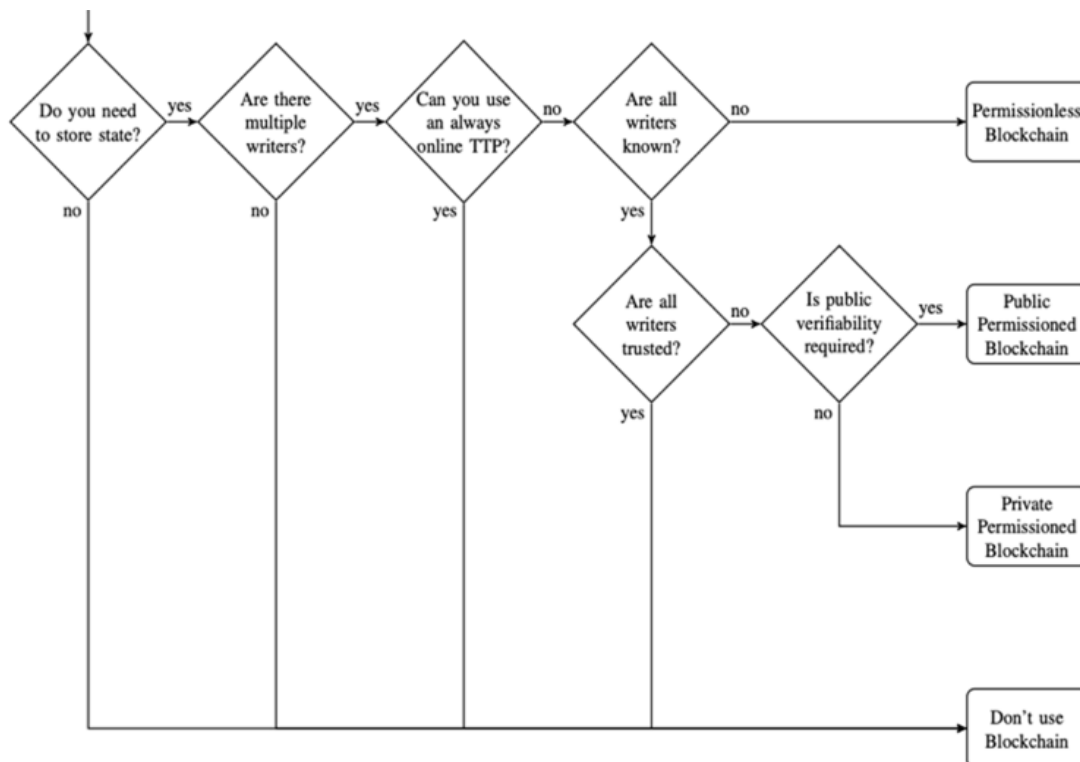 Do you need
to store state?
yes
Are there
multiple
writers?
yes
Can you use
an always
online TTP?
no
Are all
writers
known?
no
Permissionless
Blockchain
no
no
yes
yes
Are all
writers
trusted?
no
Is public
verifiability
required?
yes
Public
Permissioned
Blockchain
yes
no
Private
Permissioned
Blockchain
Don't use
Blockchain